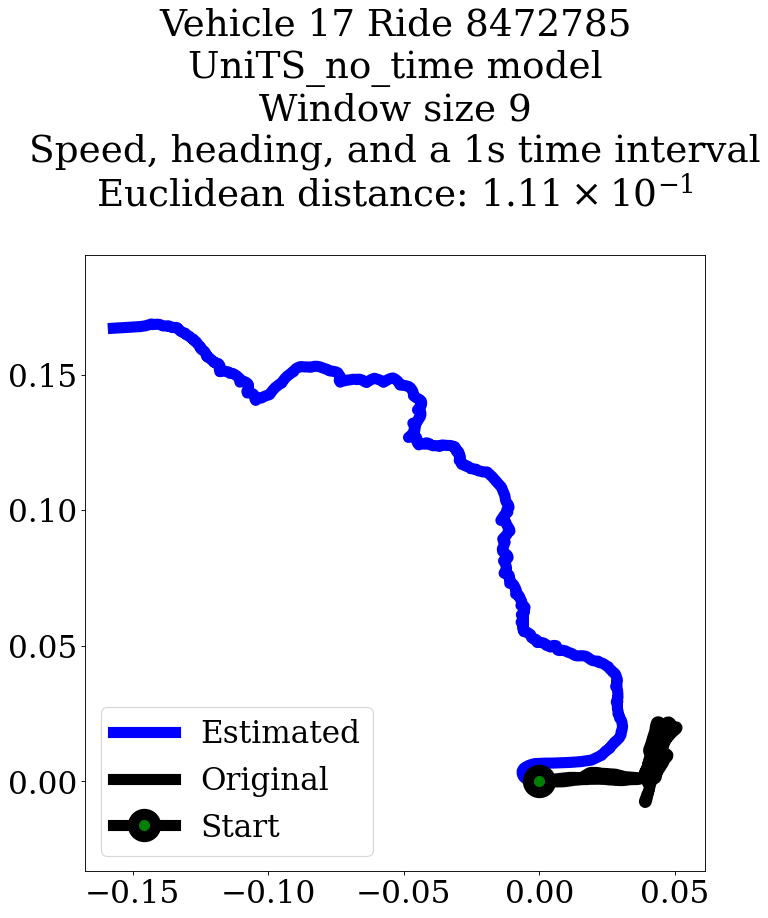 Vehicle 17 Ride 8472785
UniTS_no_time model
Window size 9
Speed, heading, and a 1s time interval
Euclidean distance: 1.11 × 10⁻¹
0.15
0.10
0.05
0.00
Estimated
Original
Start
−0.15 −0.10 −0.05 0.00 0.05